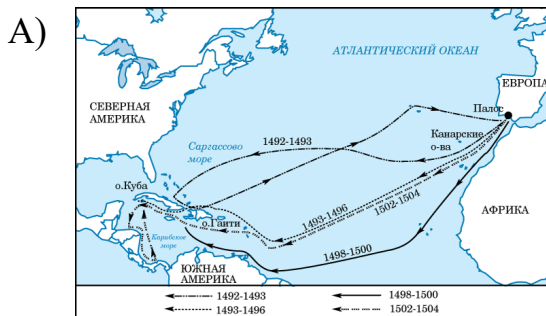 А)
АТЛАНТИЧЕСКИЙ ОКЕАН
ЕВРОПА
Палос
СЕВЕРНАЯ
АМЕРИКА
Саргассово
море
1492-1493
Канарские
о-ва
о.Куба
о.Гаити
1493-1496
1502-1504
АФРИКА
Карибское
море
1498-1500
ЮЖНАЯ
АМЕРИКА
1492-1493
1498-1500
1493-1496
1502-1504